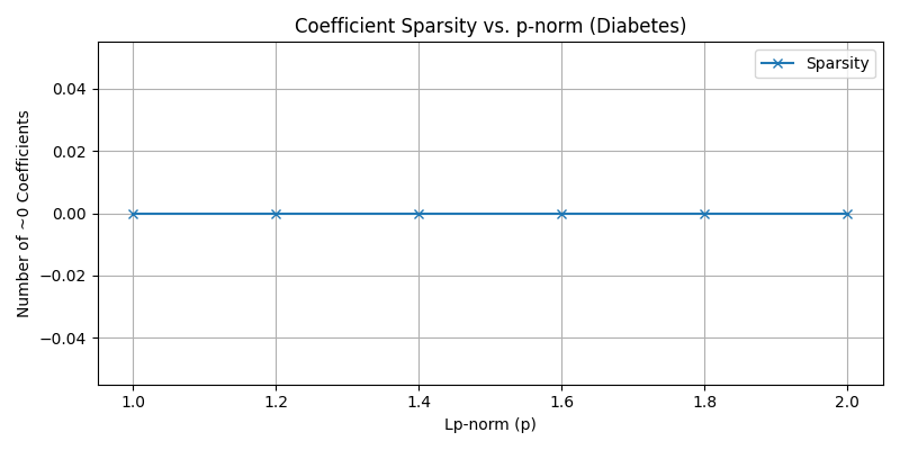 Coefficient Sparsity vs. p-norm (Diabetes)
Sparsity
0.04
0.02
0.00
−0.02
−0.04
Number of ~0 Coefficients
1.0 1.2 1.4 1.6 1.8 2.0
Lp-norm (p)